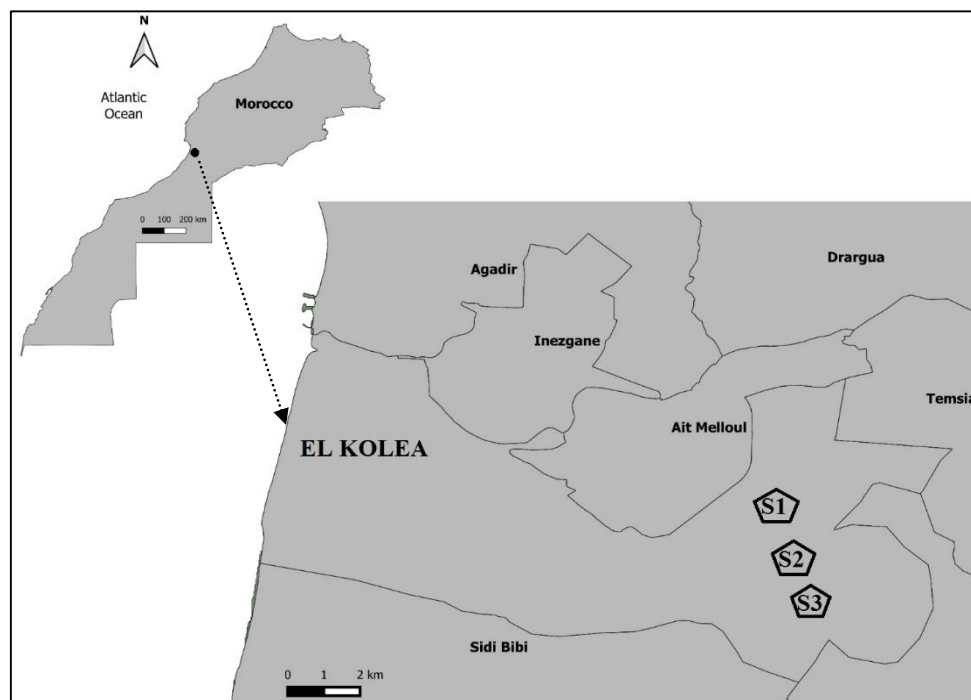 N
Atlantic
Ocean
Morocco
0 100 200 km
Agadir
Drargua
Inezgane
Temsia
Ait Melloul
EL KOLEA
S1
S2
S3
Sidi Bibi
0 1 2 km